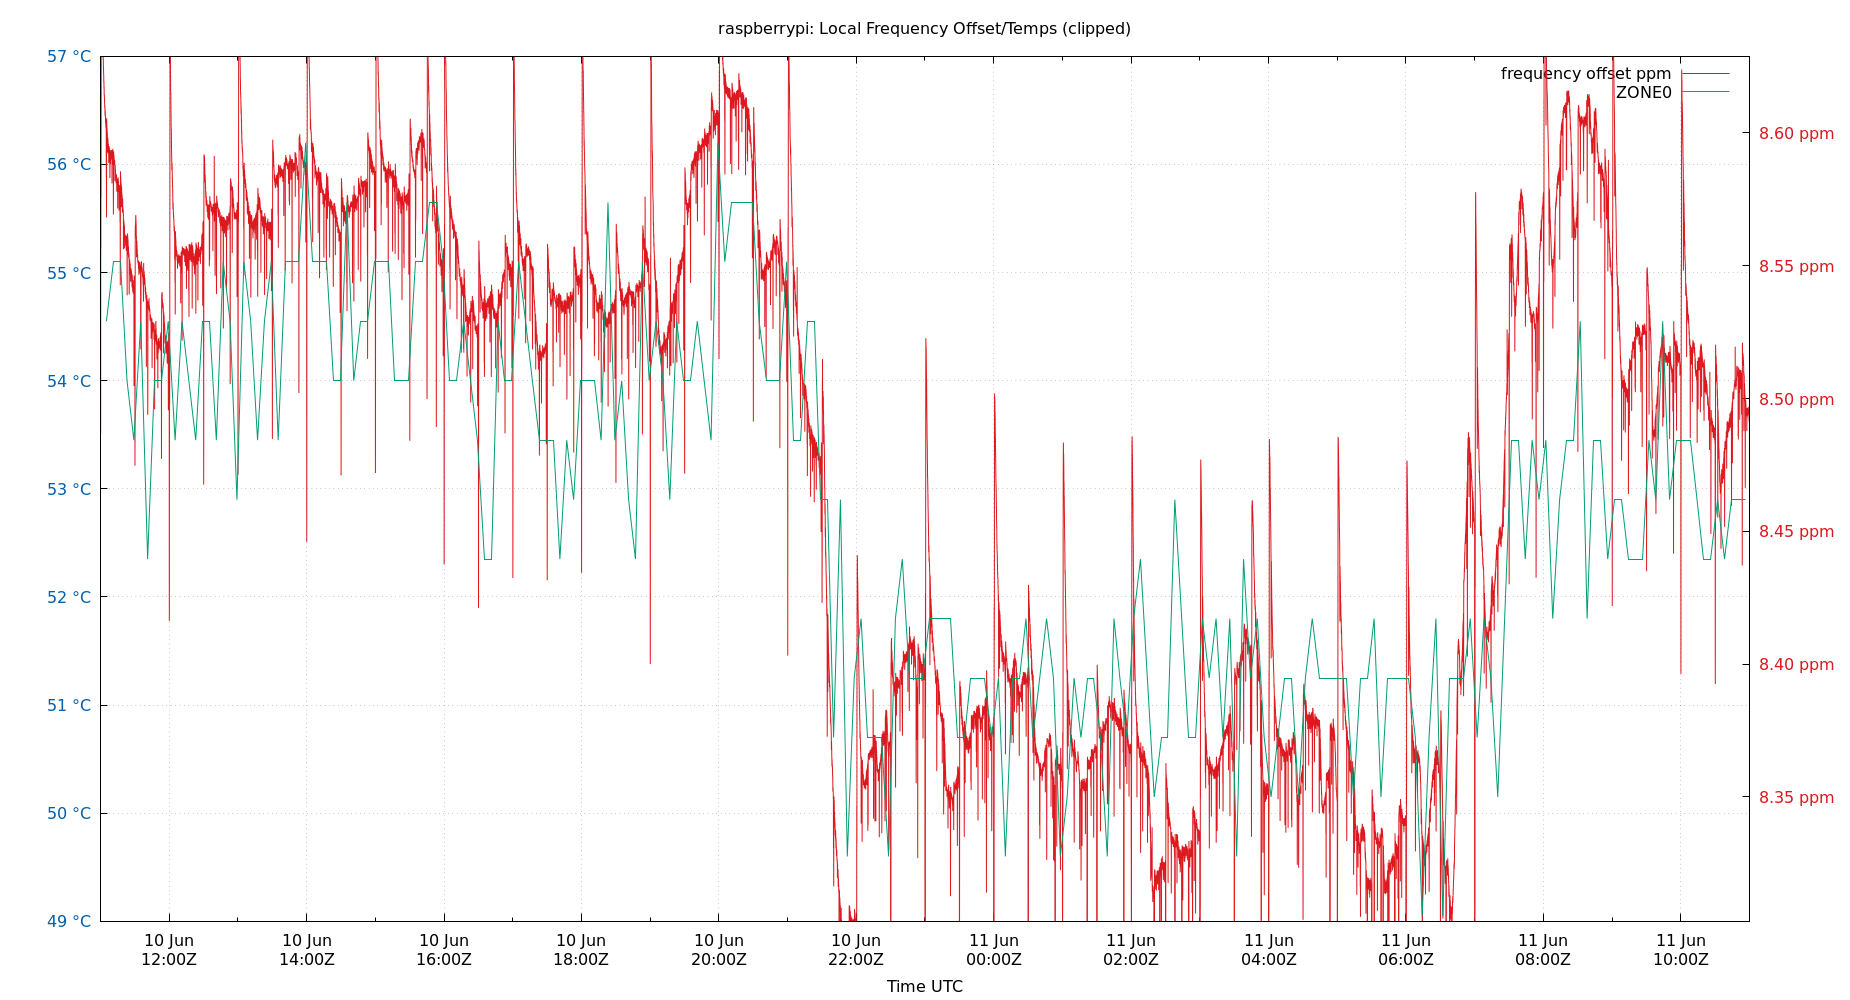 raspberrypi: Local Frequency Offset/Temps (clipped)
57 °C
56 °C
55 °C
54 °C
53 °C
52 °C
51 °C
50 °C
49 °C
frequency offset ppm
ZONE0
8.60 ppm
8.55 ppm
8.50 ppm
8.45 ppm
8.40 ppm
8.35 ppm
10 Jun 10 Jun 10 Jun 10 Jun 10 Jun 10 Jun 11 Jun 11 Jun 11 Jun 11 Jun 11 Jun 11 Jun
12:00Z 14:00Z 16:00Z 18:00Z 20:00Z 22:00Z 00:00Z 02:00Z 04:00Z 06:00Z 08:00Z 10:00Z
Time UTC